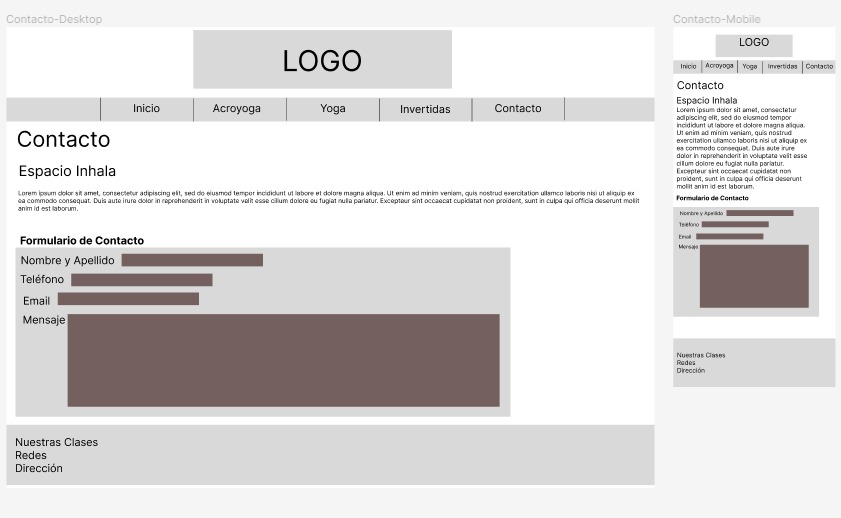 Contacto-Desktop
LOGO
Inicio Acroyoga Yoga Invertidas Contacto
Contacto
Espacio Inhala
Lorem ipsum dolor sit amet, consectetur adipiscing elit, sed do eiusmod tempor incididunt ut labore et dolore magna aliqua. Ut enim ad minim veniam, quis nostrud exercitation ullamco laboris nisi ut aliquip ex
ea commodo consequat. Duis aute irure dolor in reprehenderit in voluptate velit esse cillum dolore eu fugiat nulla pariatur. Excepteur sint occaecat cupidatat non proident, sunt in culpa qui officia deserunt mollit
anim id est laborum.
Formulario de Contacto
Nombre y Apellido
Teléfono
Email
Mensaje
Nuestras Clases
Redes
Dirección
Contacto-Mobile
LOGO
Inicio Acroyoga Yoga Invertidas Contacto
Contacto
Espacio Inhala
Lorem ipsum dolor sit amet, consectetur
adipiscing elit, sed do eiusmod tempor
incididunt ut labore et dolore magna aliqua.
Ut enim ad minim veniam, quis nostrud
exercitation ullamco laboris nisi ut aliquip ex
ea commodo consequat. Duis aute irure
dolor in reprehenderit in voluptate velit esse
cillum dolore eu fugiat nulla pariatur.
Excepteur sint occaecat cupidatat non
proident, sunt in culpa qui officia deserunt
mollit anim id est laborum.
Formulario de Contacto
Nombre y Apellido
Teléfono
Email
Mensaje
Nuestras Clases
Redes
Dirección